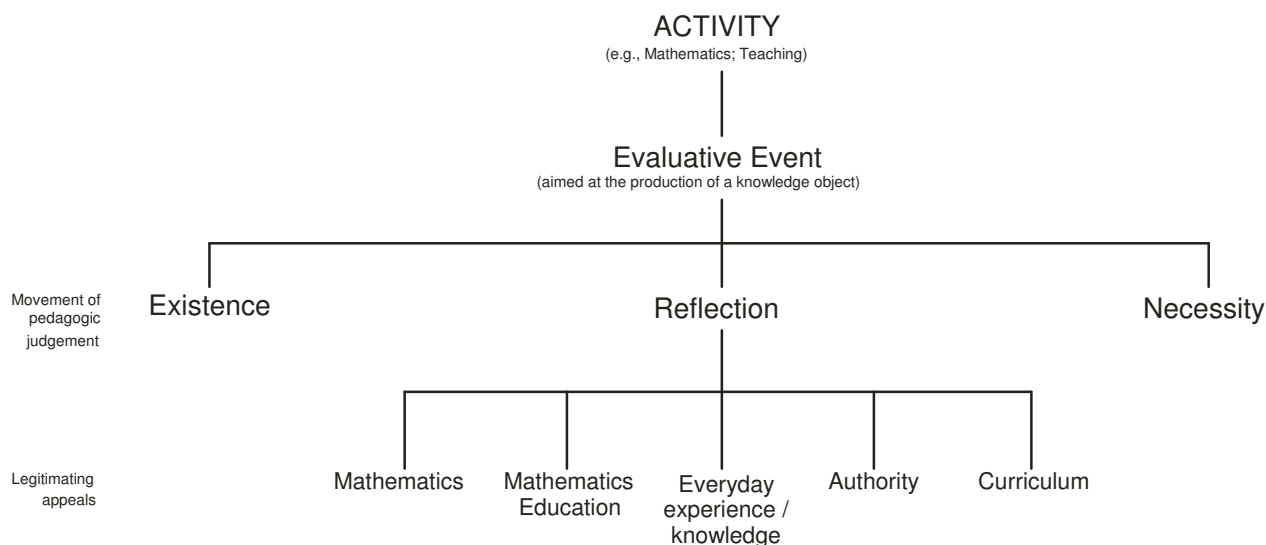 ACTIVITY
(e.g., Mathematics; Teaching)
Evaluative Event
(aimed at the production of a knowledge object)
Movement of
pedagogic
judgement
Existence
Reflection
Necessity
Legitimating
appeals
Mathematics
Mathematics
Education
Everyday
experience /
knowledge
Authority
Curriculum